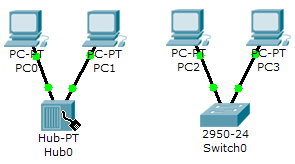 PC-PT
PC0
PC-PT
PC1
PC-PT
PC2
PC-PT
PC3
Hub-PT
Hub0
2950-24
Switch0